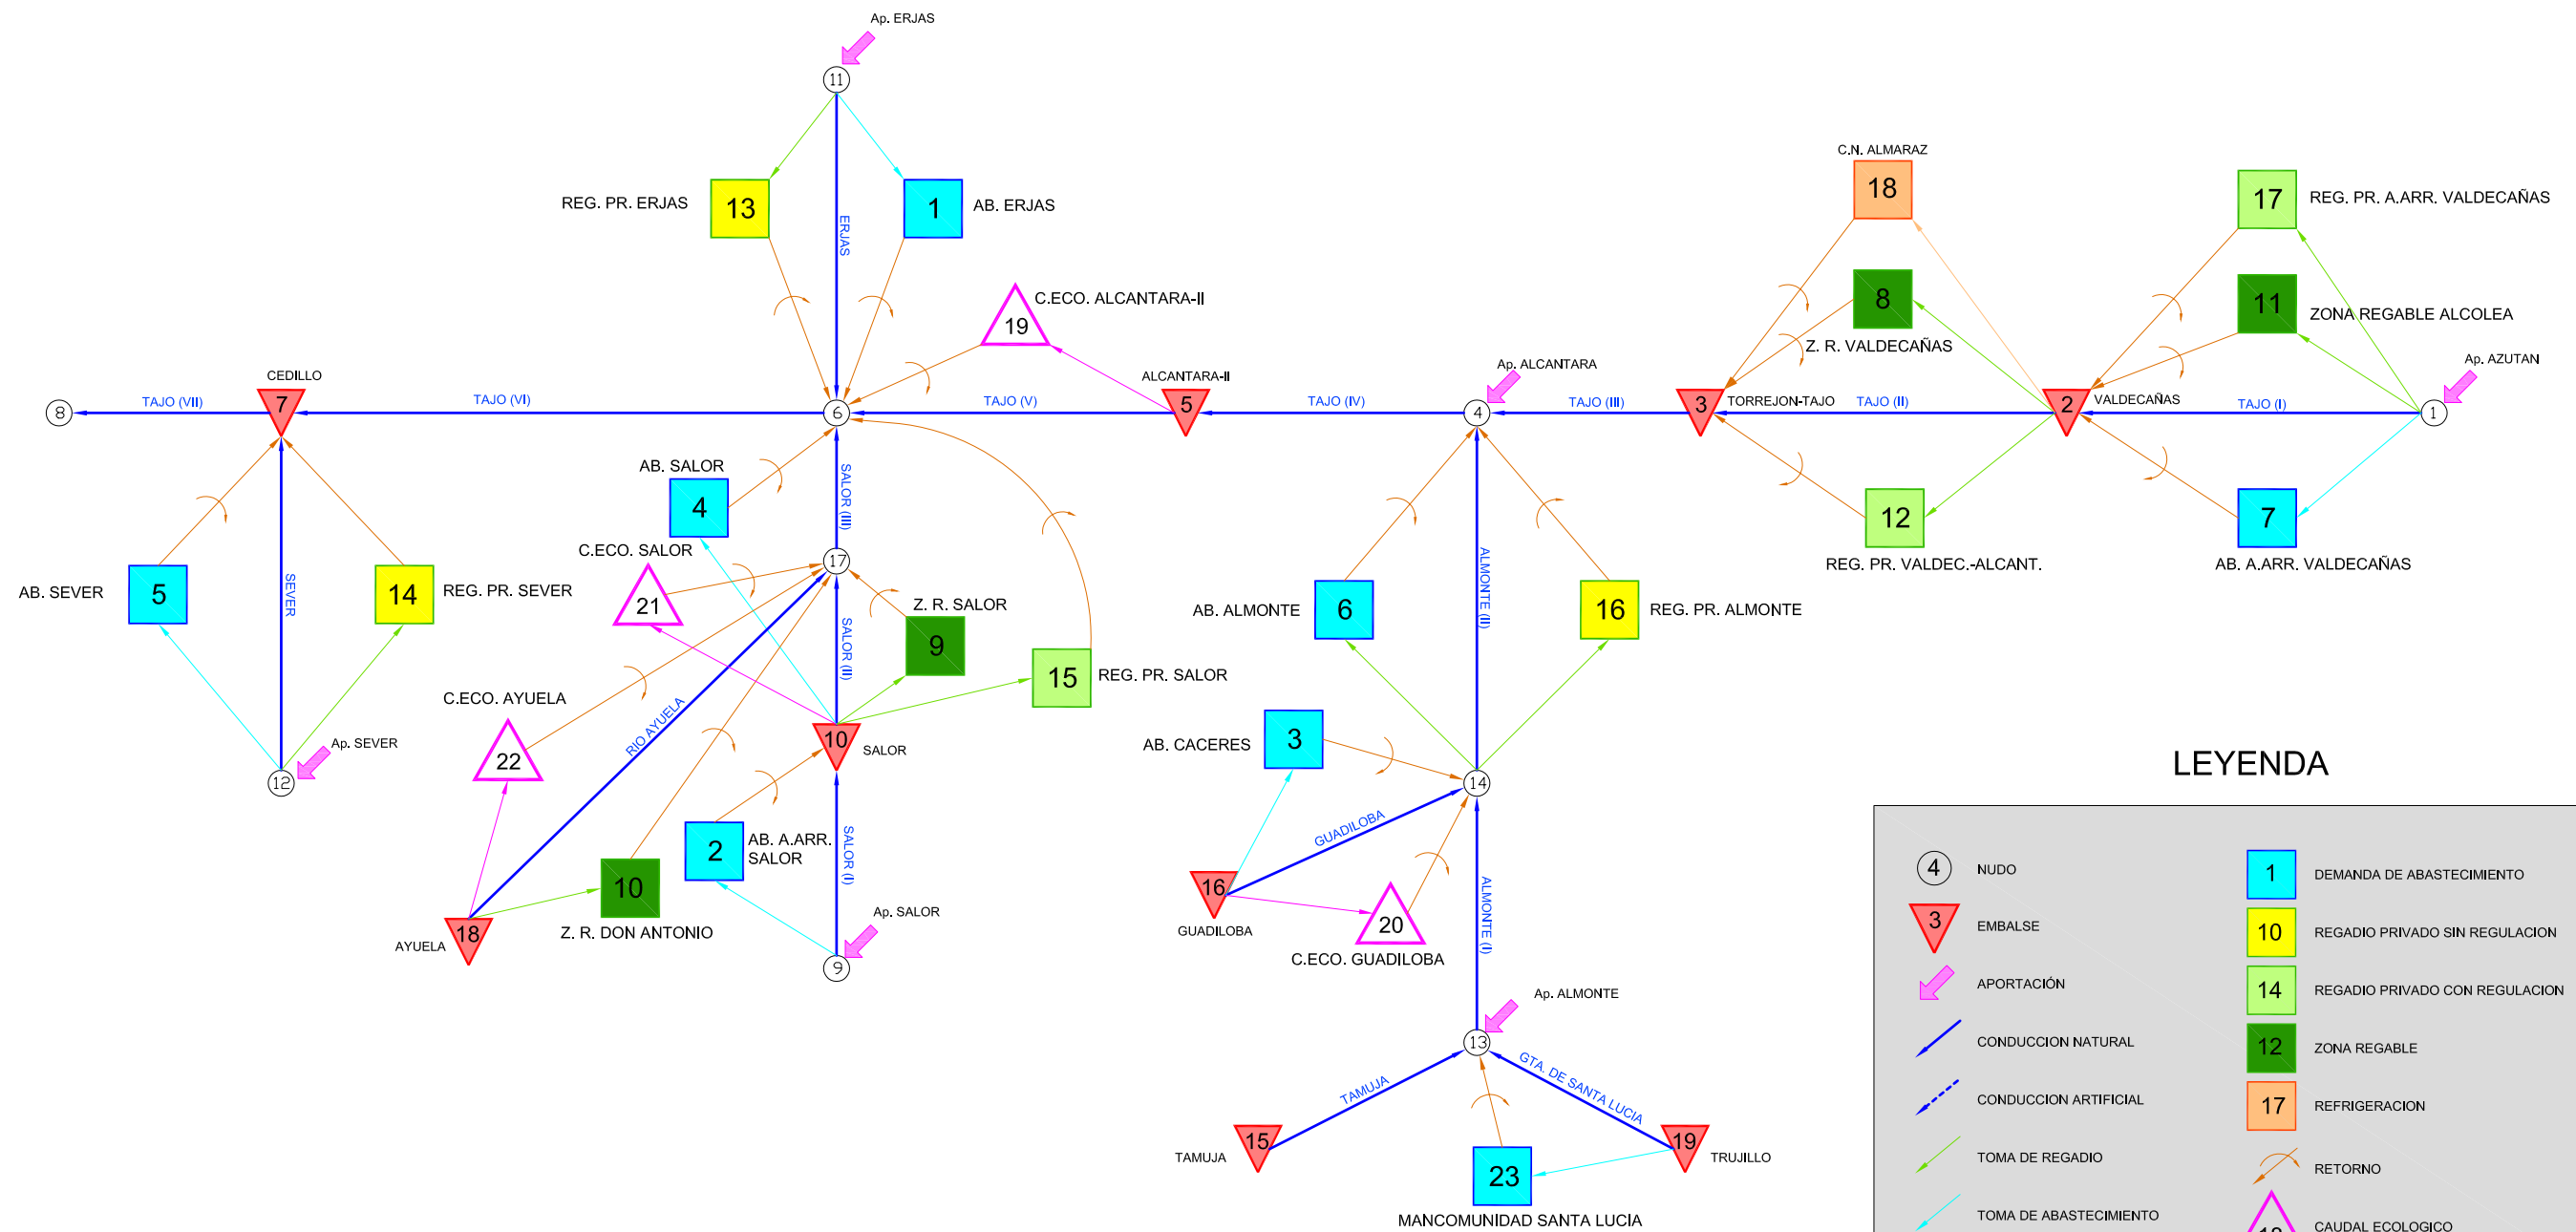 Ap. ERJAS
11
C.N. ALMARAZ
18
17
REG. PR. A.ARR. VALDECAÑAS
REG. PR. ERJAS
13
1
AB. ERJAS
ERJAS
C.ECO. ALCANTARA-II
19
8
Z. R. VALDECAÑAS
11
ZONA REGABLE ALCOLEA
Ap. AZUTAN
Ap. ALCANTARA
CEDILLO
ALCANTARA-II
8
TAJO (VII)
7
TAJO (VI)
6
TAJO (V)
5
TAJO (IV)
4
TAJO (III)
3
TORREJON-TAJO
TAJO (II)
2
VALDECAÑAS
TAJO (I)
1
AB. SALOR
4
SALOR (III)
12
REG. PR. VALDEC.-ALCANT.
7
AB. A.ARR. VALDECAÑAS
C.ECO. SALOR
21
17
AB. SEVER
5
SEVER
14
REG. PR. SEVER
Z. R. SALOR
9
SALOR (II)
15
REG. PR. SALOR
AB. ALMONTE
6
ALMONTE (II)
16
REG. PR. ALMONTE
C.ECO. AYUELA
22
RIO AYUELA
10
SALOR
AB. CACERES
3
Ap. SEVER
12
14
2
AB. A.ARR.
SALOR
SALOR (I)
GUADILOBA
16
GUADILOBA
20
C.ECO. GUADILOBA
ALMONTE (I)
10
Z. R. DON ANTONIO
18
AYUELA
Ap. SALOR
9
Ap. ALMONTE
13
TAMUJA
GTA. DE SANTA LUCIA
15
TAMUJA
19
TRUJILLO
23
MANCOMUNIDAD SANTA LUCIA
LEYENDA
4
NUDO
1
DEMANDA DE ABASTECIMIENTO
3
EMBALSE
10
REGADIO PRIVADO SIN REGULACION
APORTACIÓN
14
REGADIO PRIVADO CON REGULACION
CONDUCCION NATURAL
12
ZONA REGABLE
CONDUCCION ARTIFICIAL
17
REFRIGERACION
TOMA DE REGADIO
RETORNO
TOMA DE ABASTECIMIENTO
CAUDAL ECOLOGICO